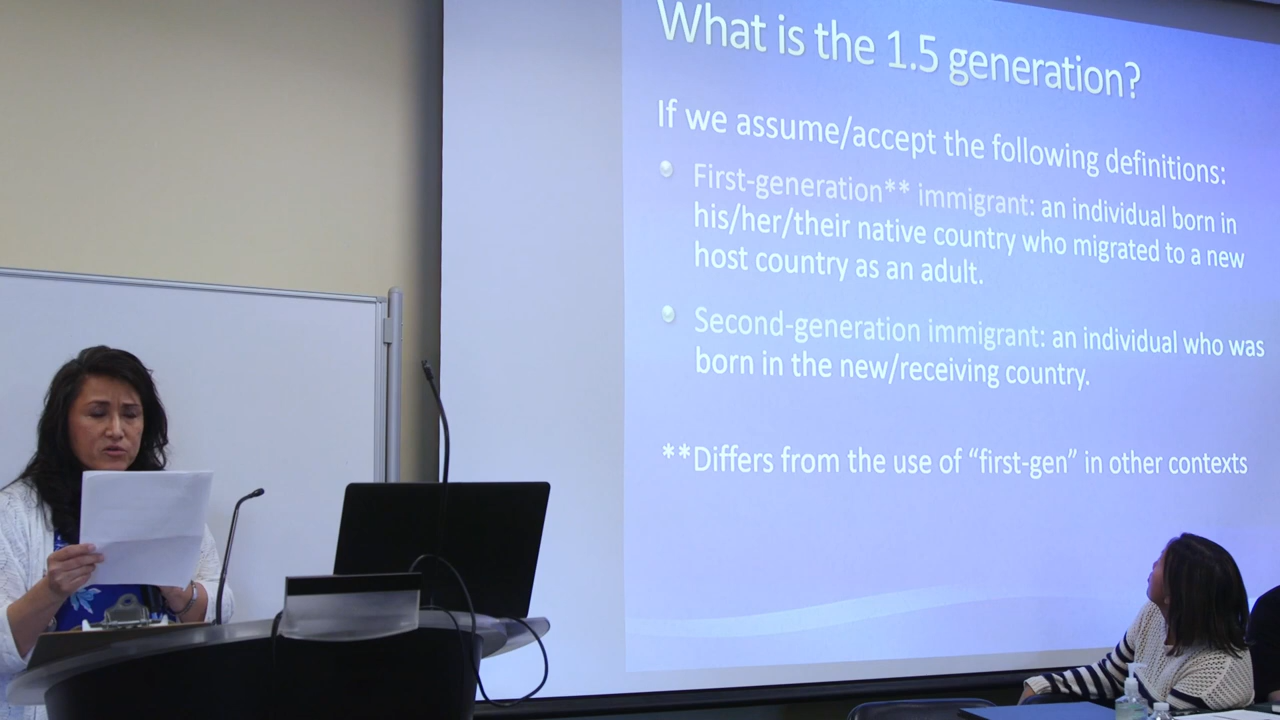 What is the 1.5 generation?
If we assume/accept the following definitions:
First-generation** immigrant: an individual born in
his/her/their native country who migrated to a new
host country as an adult.
Second-generation immigrant: an individual who was
born in the new/receiving country.
**Differs from the use of “first-gen” in other contexts